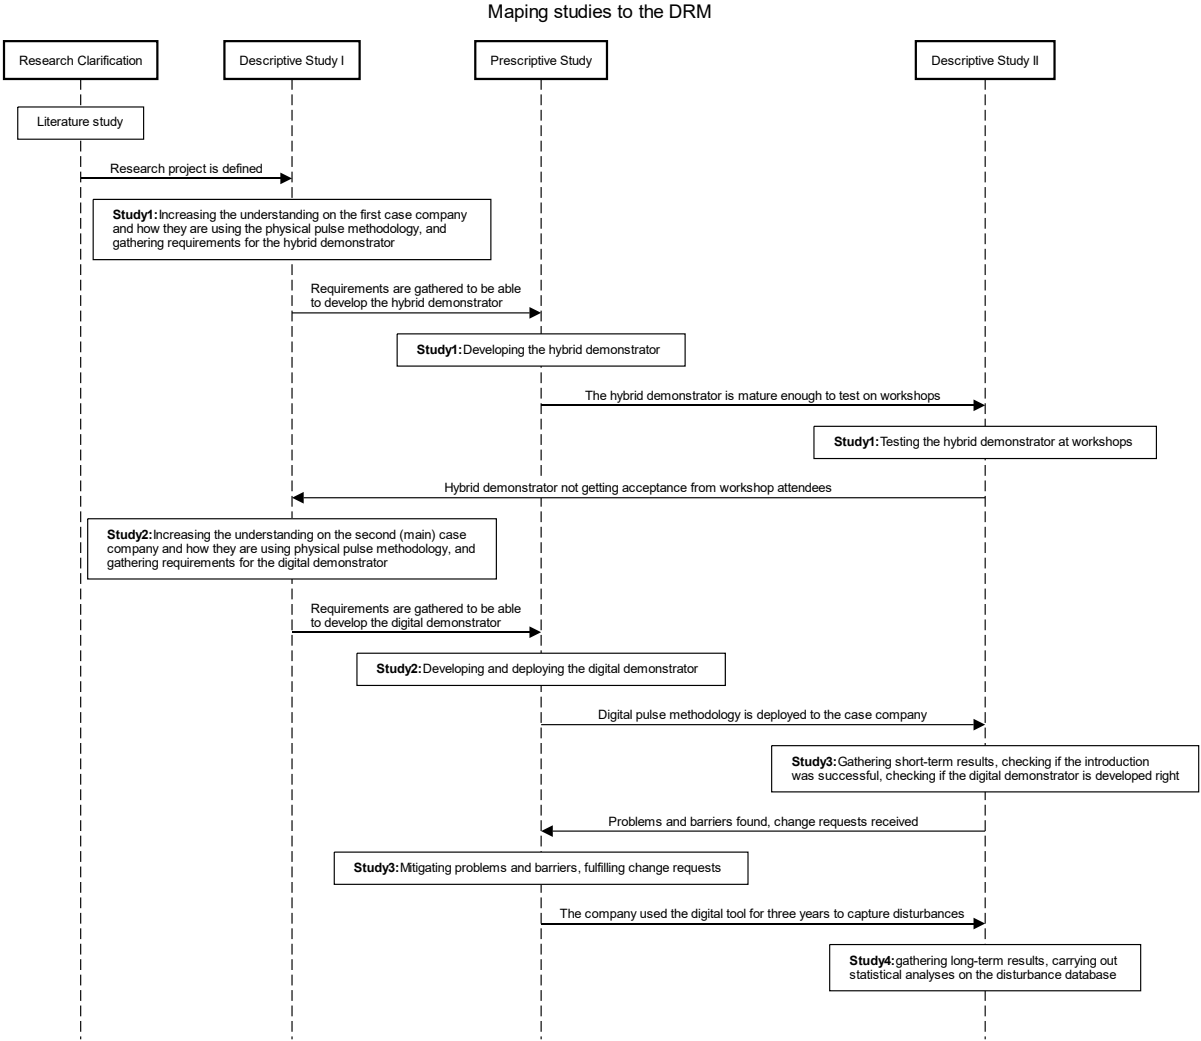 Maping studies to the DRM
Research Clarification
Descriptive Study I
Prescriptive Study
Descriptive Study II
Literature study
Research project is defined
Study1:Increasing the understanding on the first case company
and how they are using the physical pulse methodology, and
gathering requirements for the hybrid demonstrator
Requirements are gathered to be able
to develop the hybrid demonstrator
Study1:Developing the hybrid demonstrator
The hybrid demonstrator is mature enough to test on workshops
Study1:Testing the hybrid demonstrator at workshops
Hybrid demonstrator not getting acceptance from workshop attendees
Study2:Increasing the understanding on the second (main) case
company and how they are using physical pulse methodology, and
gathering requirements for the digital demonstrator
Requirements are gathered to be able
to develop the digital demonstrator
Study2:Developing and deploying the digital demonstrator
Digital pulse methodology is deployed to the case company
Study3:Gathering short-term results, checking if the introduction
was successful, checking if the digital demonstrator is developed right
Problems and barriers found, change requests received
Study3:Mitigating problems and barriers, fulfilling change requests
The company used the digital tool for three years to capture disturbances
Study4:gathering long-term results, carrying out
statistical analyses on the disturbance database